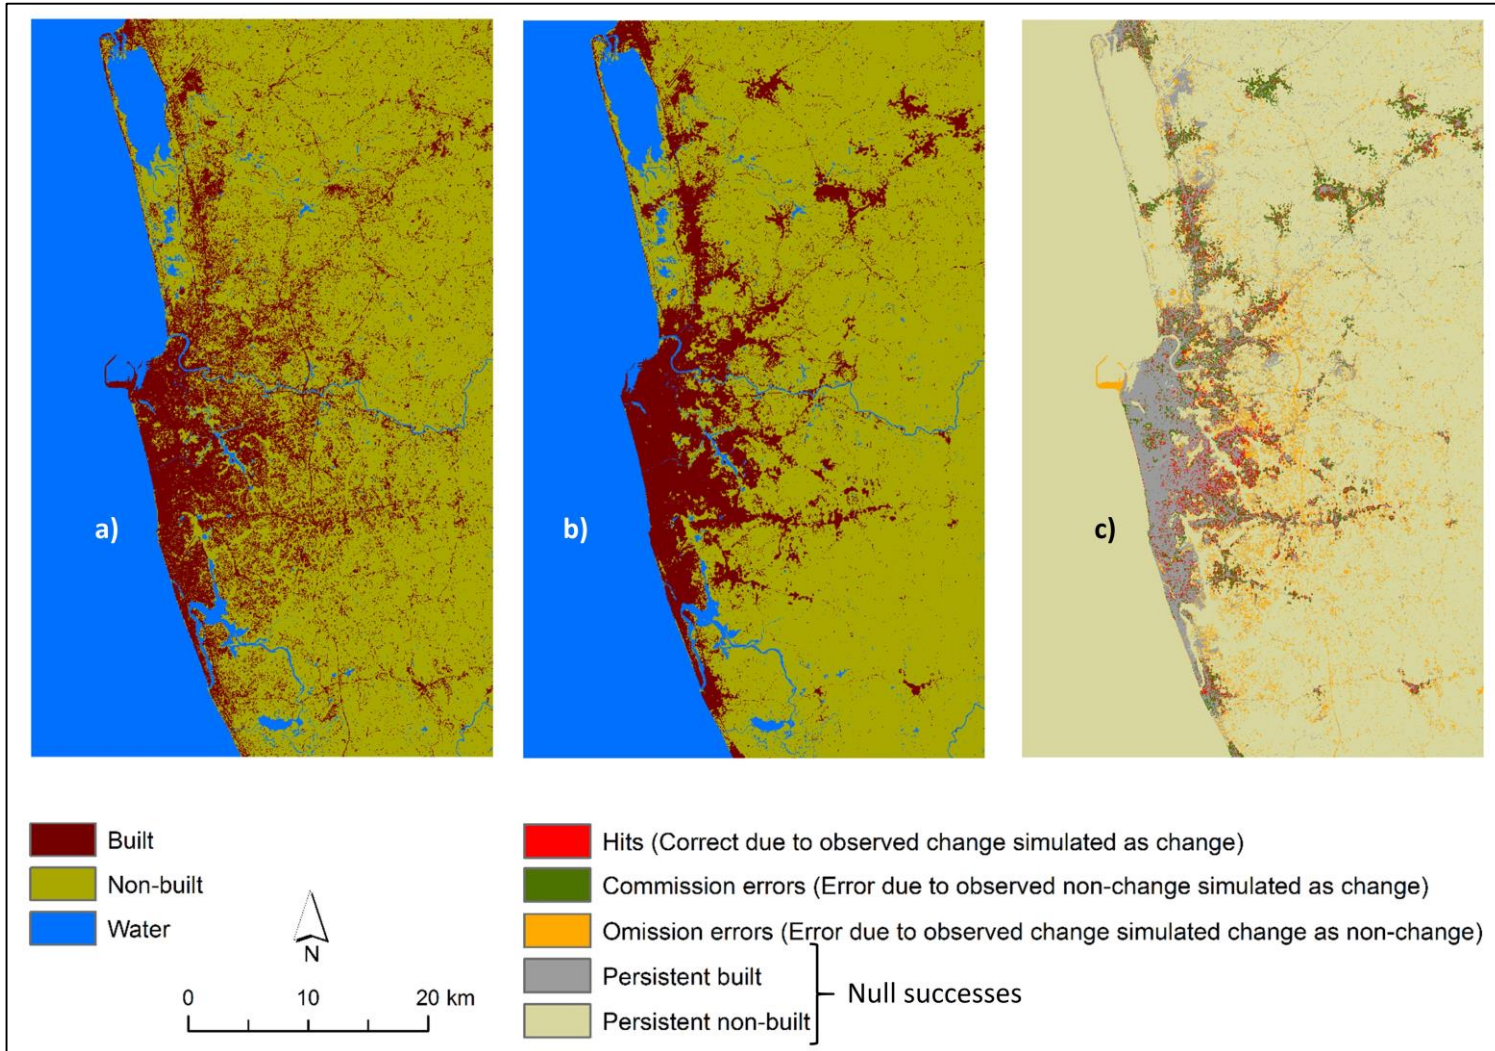 a)
b)
c)
Built
Non-built
Water
N
0 10 20 km
Hits (Correct due to observed change simulated as change)
Commission errors (Error due to observed non-change simulated as change)
Omission errors (Error due to observed change simulated change as non-change)
Persistent built
Persistent non-built
Null successes